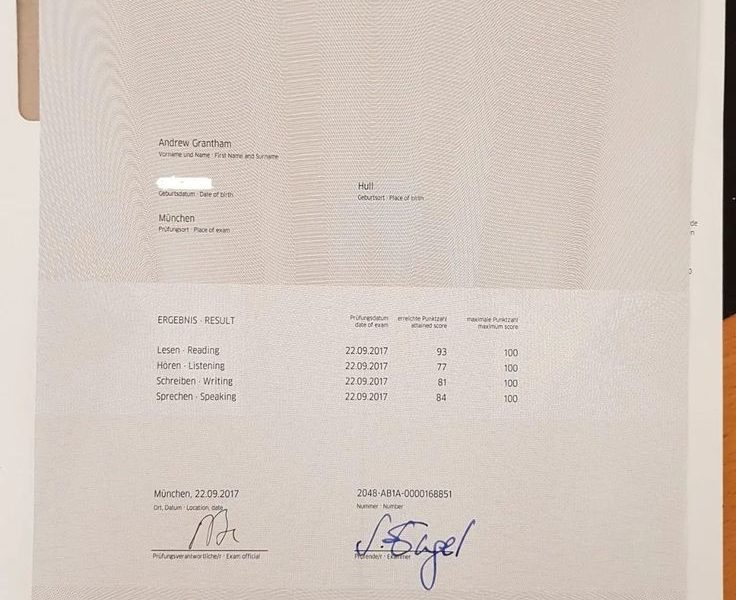 Andrew Grantham
Vorname und Name · First Name and Surname
Geburtsdatum · Date of birth
Hull
Geburtsort · Place of birth
München
Prüfungsort · Place of exam
ERGEBNIS · RESULT
Prüfungsdatum erreichte Punktzahl maximale Punktzahl
date of exam attained score maximum score
Lesen · Reading 22.09.2017 93 100
Hören · Listening 22.09.2017 77 100
Schreiben · Writing 22.09.2017 81 100
Sprechen · Speaking 22.09.2017 84 100
München, 22.09.2017 2048-AB1A-0000168851
Ort, Datum · Location, date Nummer · Number
Prüfungsverantwortliche/r · Exam official Prüfende/r · Examiner